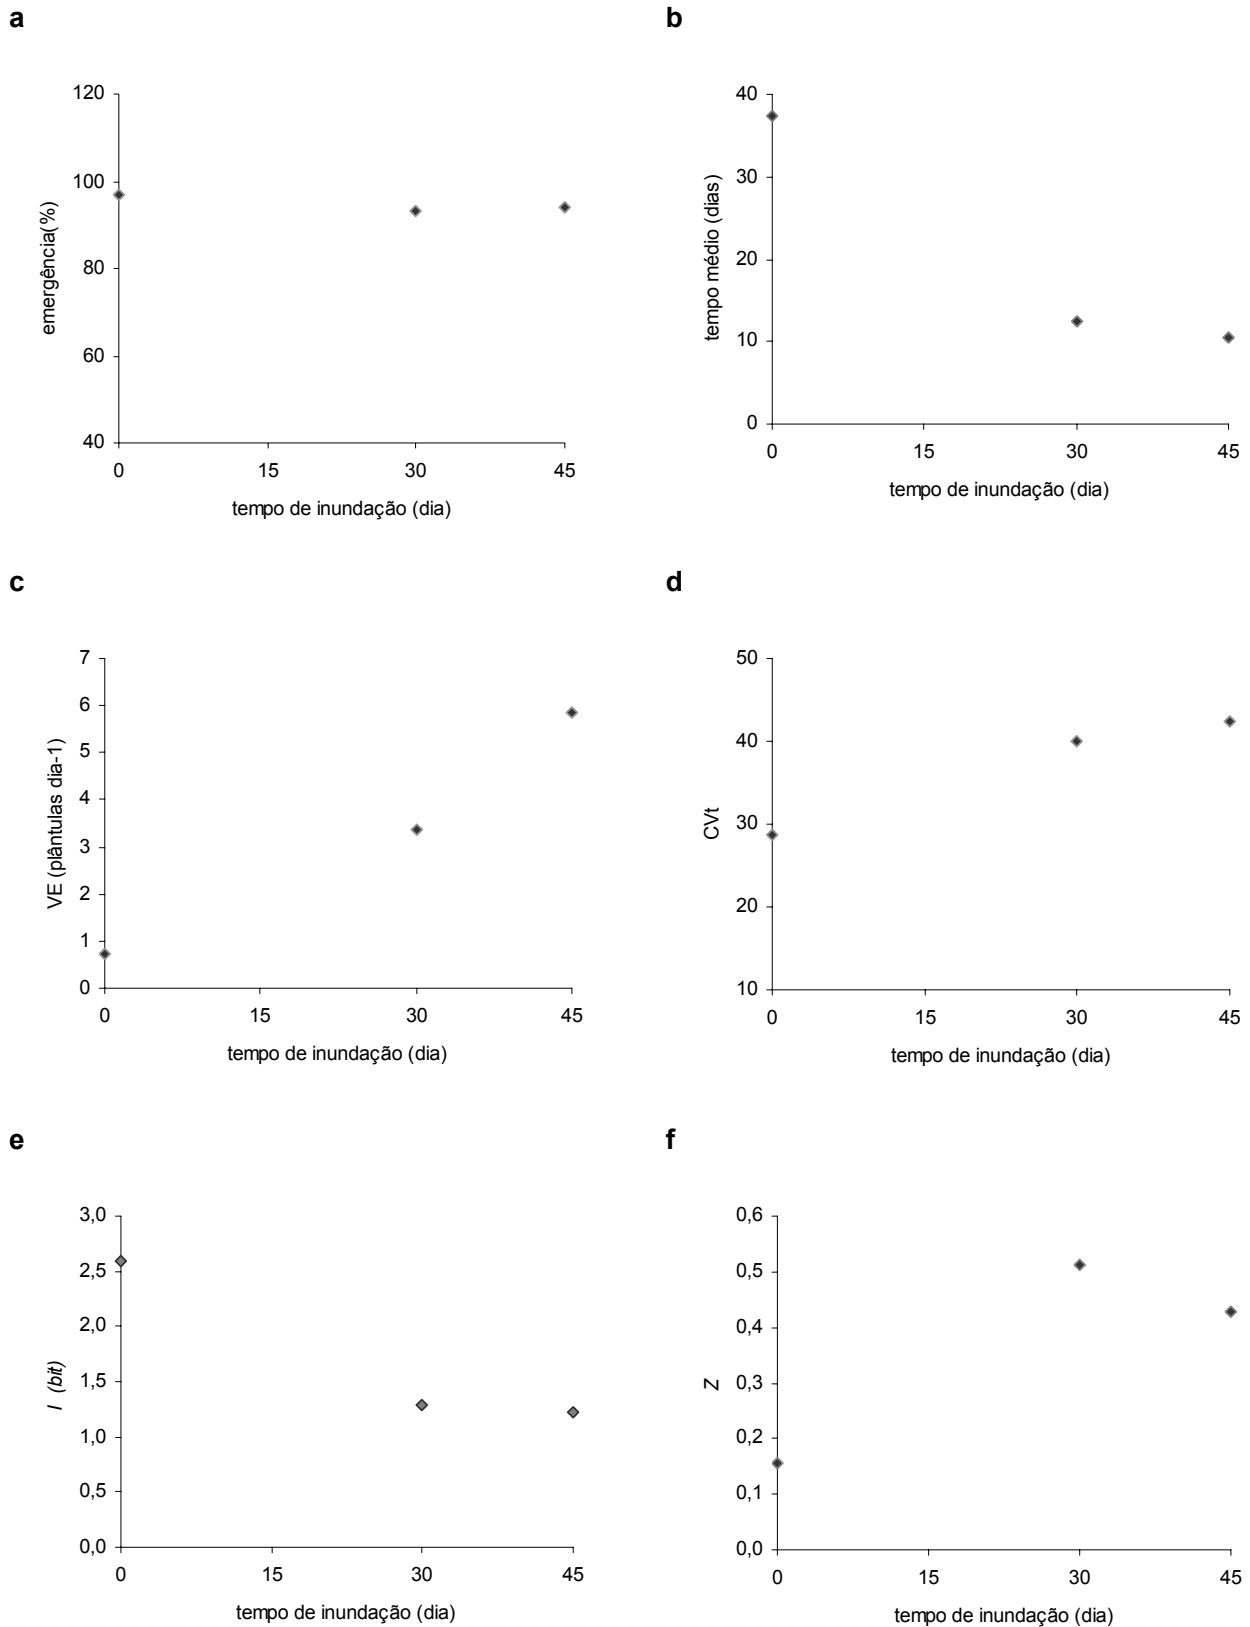 a
b
120
100
80
60
40
emergência(%)
0 15 30 45
tempo de inundação (dia)
40
30
20
10
0
tempo médio (dias)
0 15 30 45
tempo de inundação (dia)
c
d
7
6
5
4
3
2
1
0
VE (plântulas dia-1)
0 15 30 45
tempo de inundação (dia)
50
40
30
20
10
CVt
0 15 30 45
tempo de inundação (dia)
e
f
3,0
2,5
2,0
1,5
1,0
0,5
0,0
I (bit)
0 15 30 45
tempo de inundação (dia)
0,6
0,5
0,4
0,3
0,2
0,1
0,0
Z
0 15 30 45
tempo de inundação (dia)